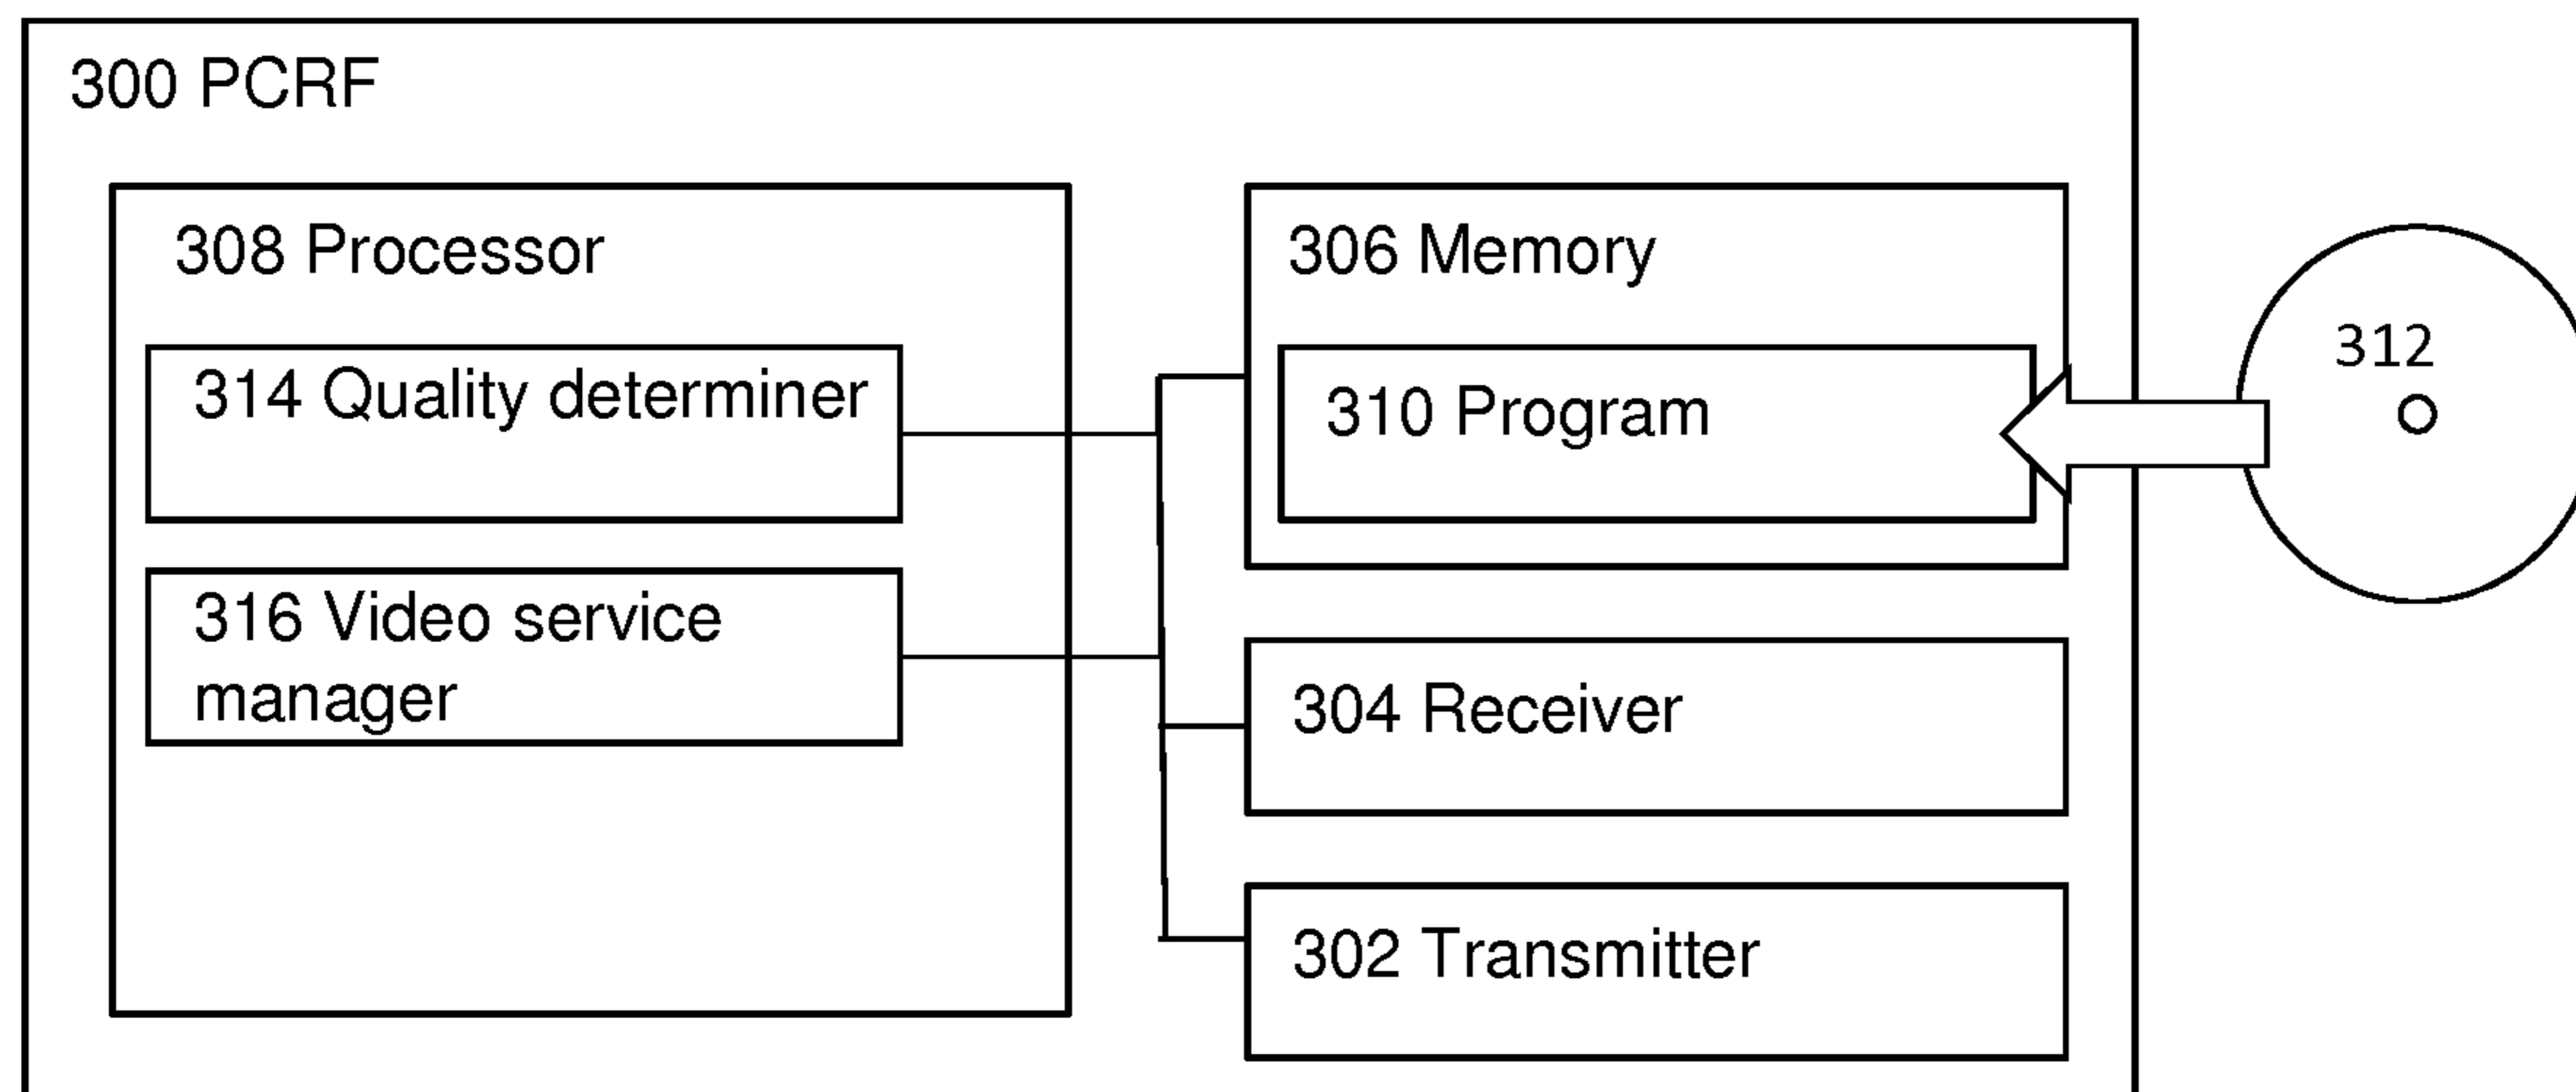 300 PCRF
308 Processor
314 Quality determiner
316 Video service
manager
306 Memory
310 Program
304 Receiver
302 Transmitter
312